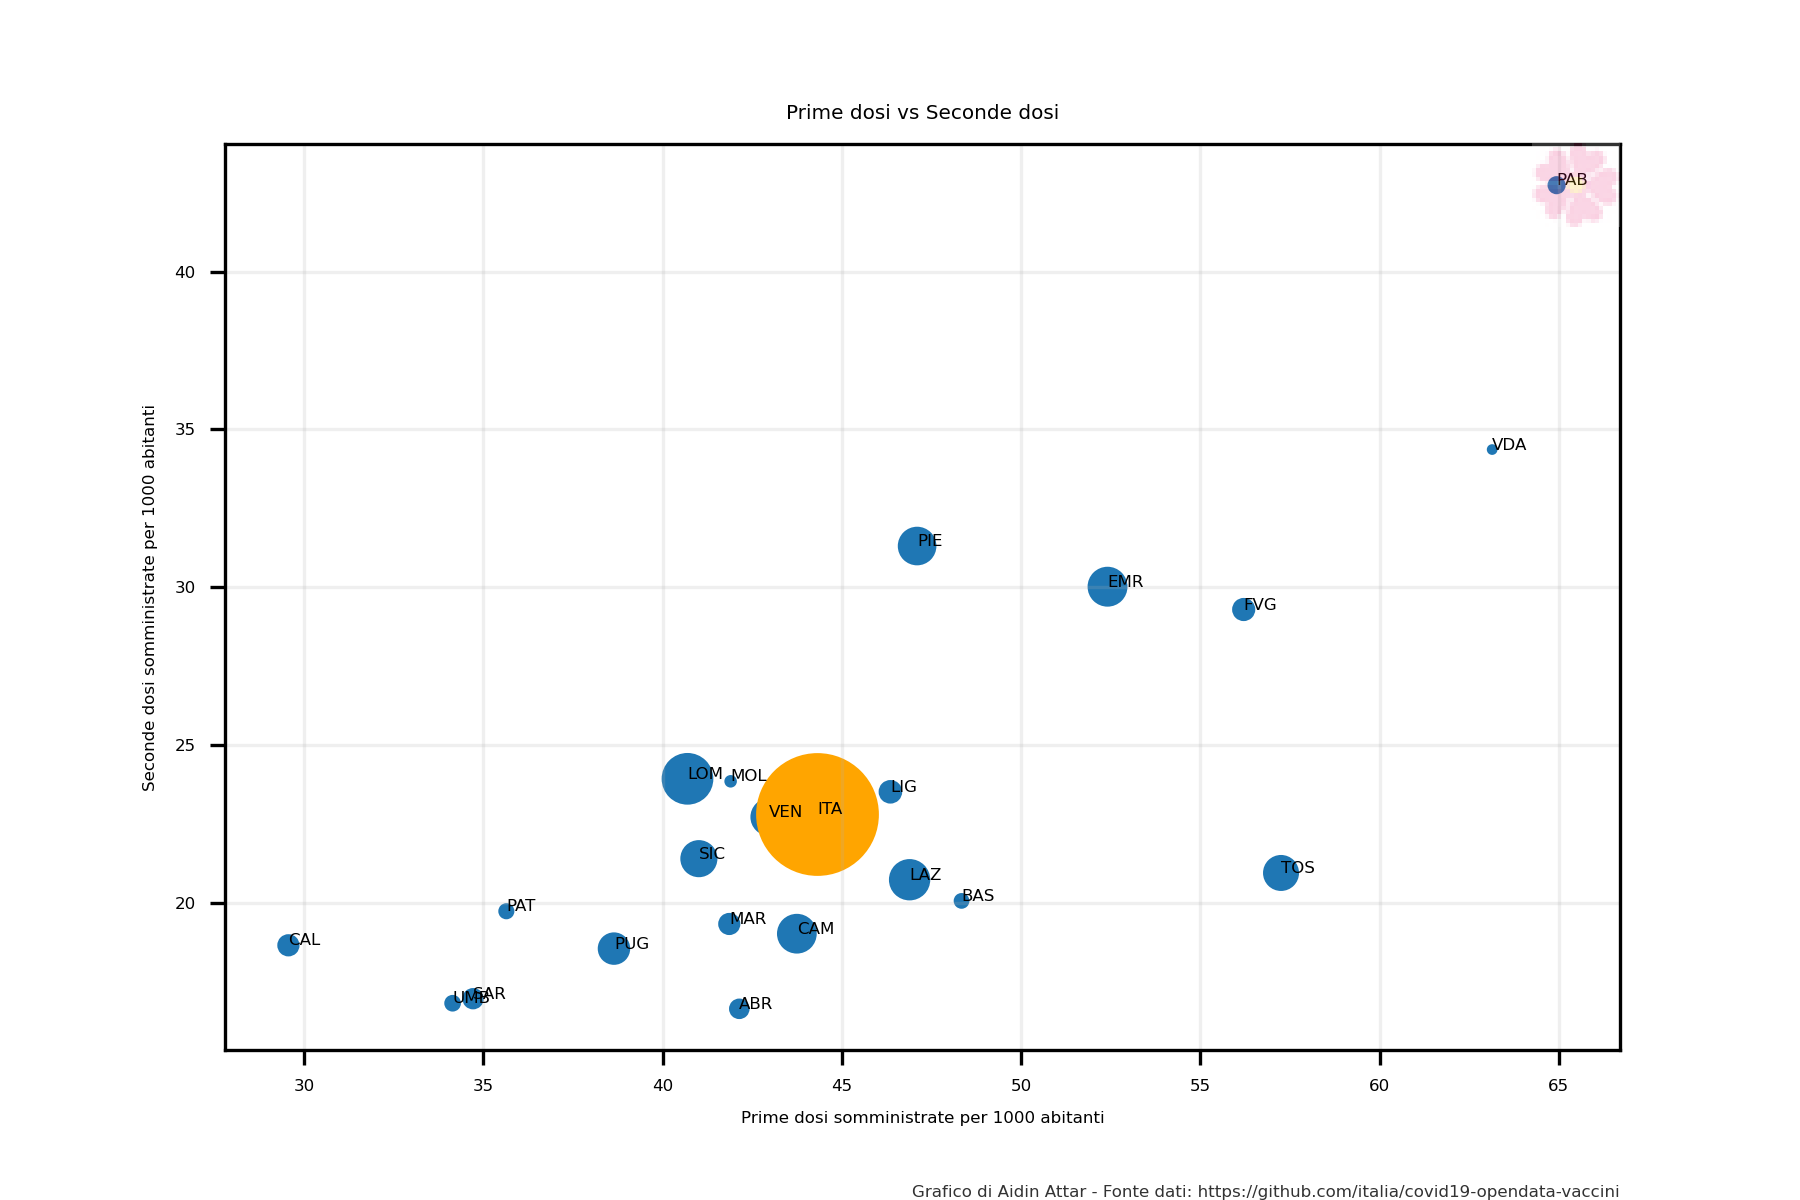 Prime dosi vs Seconde dosi
PAB
40
35
VDA
PIE
EMR
30
FVG
25
LOM
MOL
LIG
VEN
ITA
SIC
LAZ
TOS
BAS
20
PAT
MAR
CAM
CAL
PUG
UMB
SAR
ABR
Seconde dosi somministrate per 1000 abitanti
30 35 40 45 50 55 60 65
Prime dosi somministrate per 1000 abitanti
Grafico di Aidin Attar - Fonte dati: https://github.com/italia/covid19-opendata-vaccini